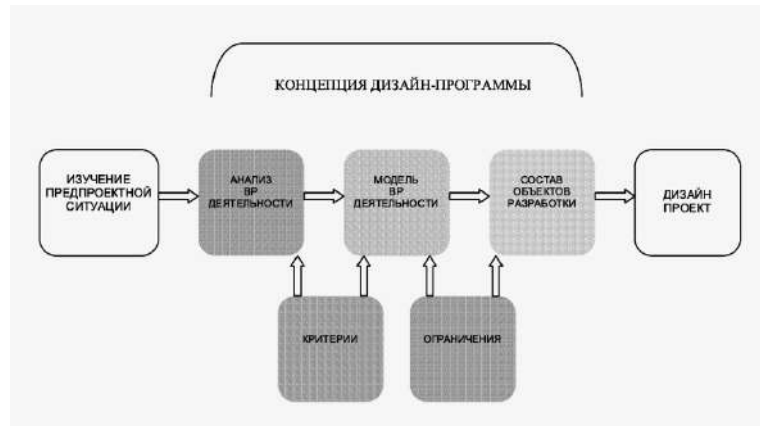 КОНЦЕПЦИЯ ДИЗАЙН-ПРОГРАММЫ
ИЗУЧЕНИЕ
ПРЕДПРОЕКТНОЙ
СИТУАЦИИ
АНАЛИЗ
ВР
ДЕЯТЕЛЬНОСТИ
МОДЕЛЬ
ВР
ДЕЯТЕЛЬНОСТИ
СОСТАВ
ОБЪЕКТОВ
РАЗРАБОТКИ
ДИЗАЙН
ПРОЕКТ
КРИТЕРИИ
ОГРАНИЧЕНИЯ